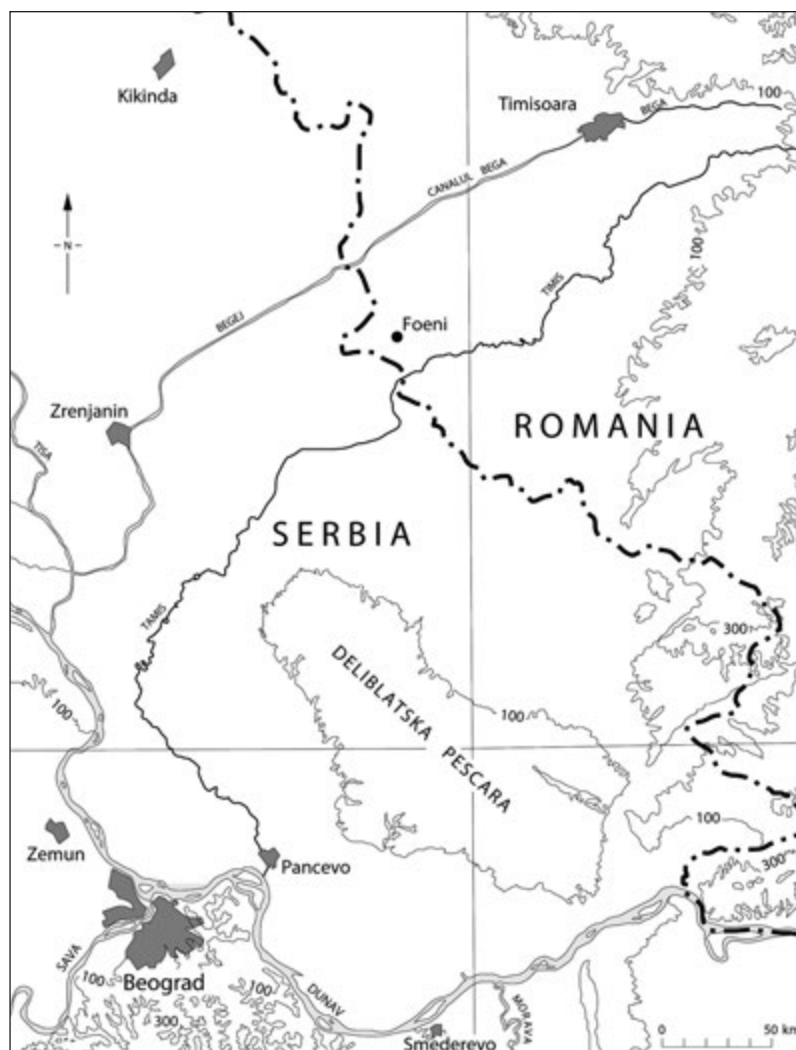 Kikinda
Timisoara
BEGA
100
CANALUL BEGA
N
TIMIS
100
BEGEJ
Foeni
Zrenjanin
ROMANIA
TISA
SERBIA
TAMIS
300
DELIBLATSKA PESCARA
100
100
100
Zemun
Pancevo
300
SAVA
Beograd
100
100
DUNAV
300
MORAVA
Smederevo
0 50 km